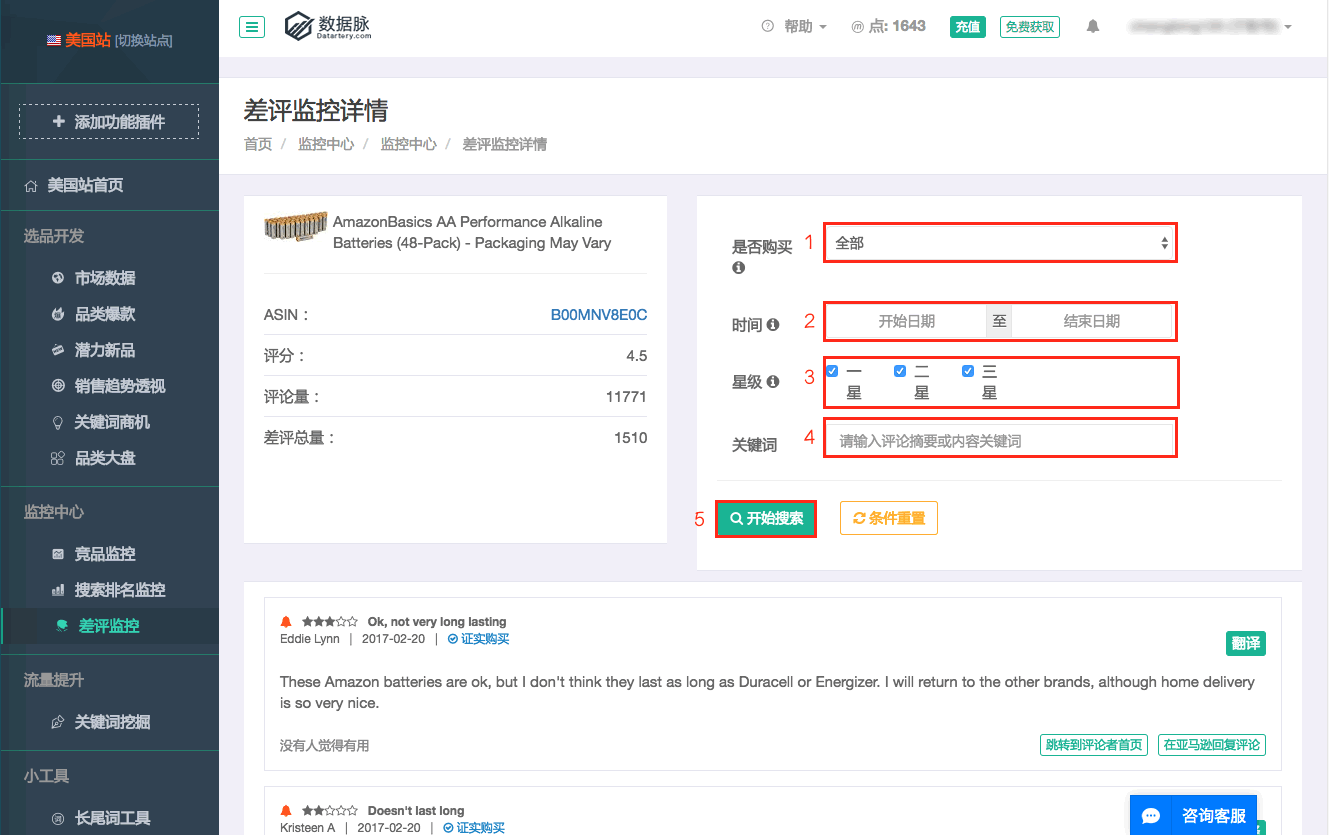 美国站 [切换站点]
添加功能插件
美国站首页
选品开发
市场数据
品类爆款
潜力新品
销售趋势透视
关键词商机
品类大盘
监控中心
竞品监控
搜索排名监控
差评监控
流量提升
关键词挖掘
小工具
长尾词工具
数据脉
Datartery.com
帮助
点: 1643
充值
免费获取
差评监控详情
首页 / 监控中心 / 监控中心 / 差评监控详情
AmazonBasics AA Performance Alkaline
Batteries (48-Pack) - Packaging May Vary
ASIN： B00MNV8E0C
评分： 4.5
评论量： 11771
差评总量： 1510
是否购买 1 全部
时间 2 开始日期 至 结束日期
星级 3 一星 二星 三星
关键词 4 请输入评论摘要或内容关键词
5 开始搜索 条件重置
Ok, not very long lasting
Eddie Lynn | 2017-02-20 | 证实购买
翻译
These Amazon batteries are ok, but I don't think they last as long as Duracell or Energizer. I will return to the other brands, although home delivery
is so very nice.
没有人觉得有用 跳转到评论者首页 在亚马逊回复评论
Doesn't last long
Kristeen A | 2017-02-20 | 证实购买
咨询客服